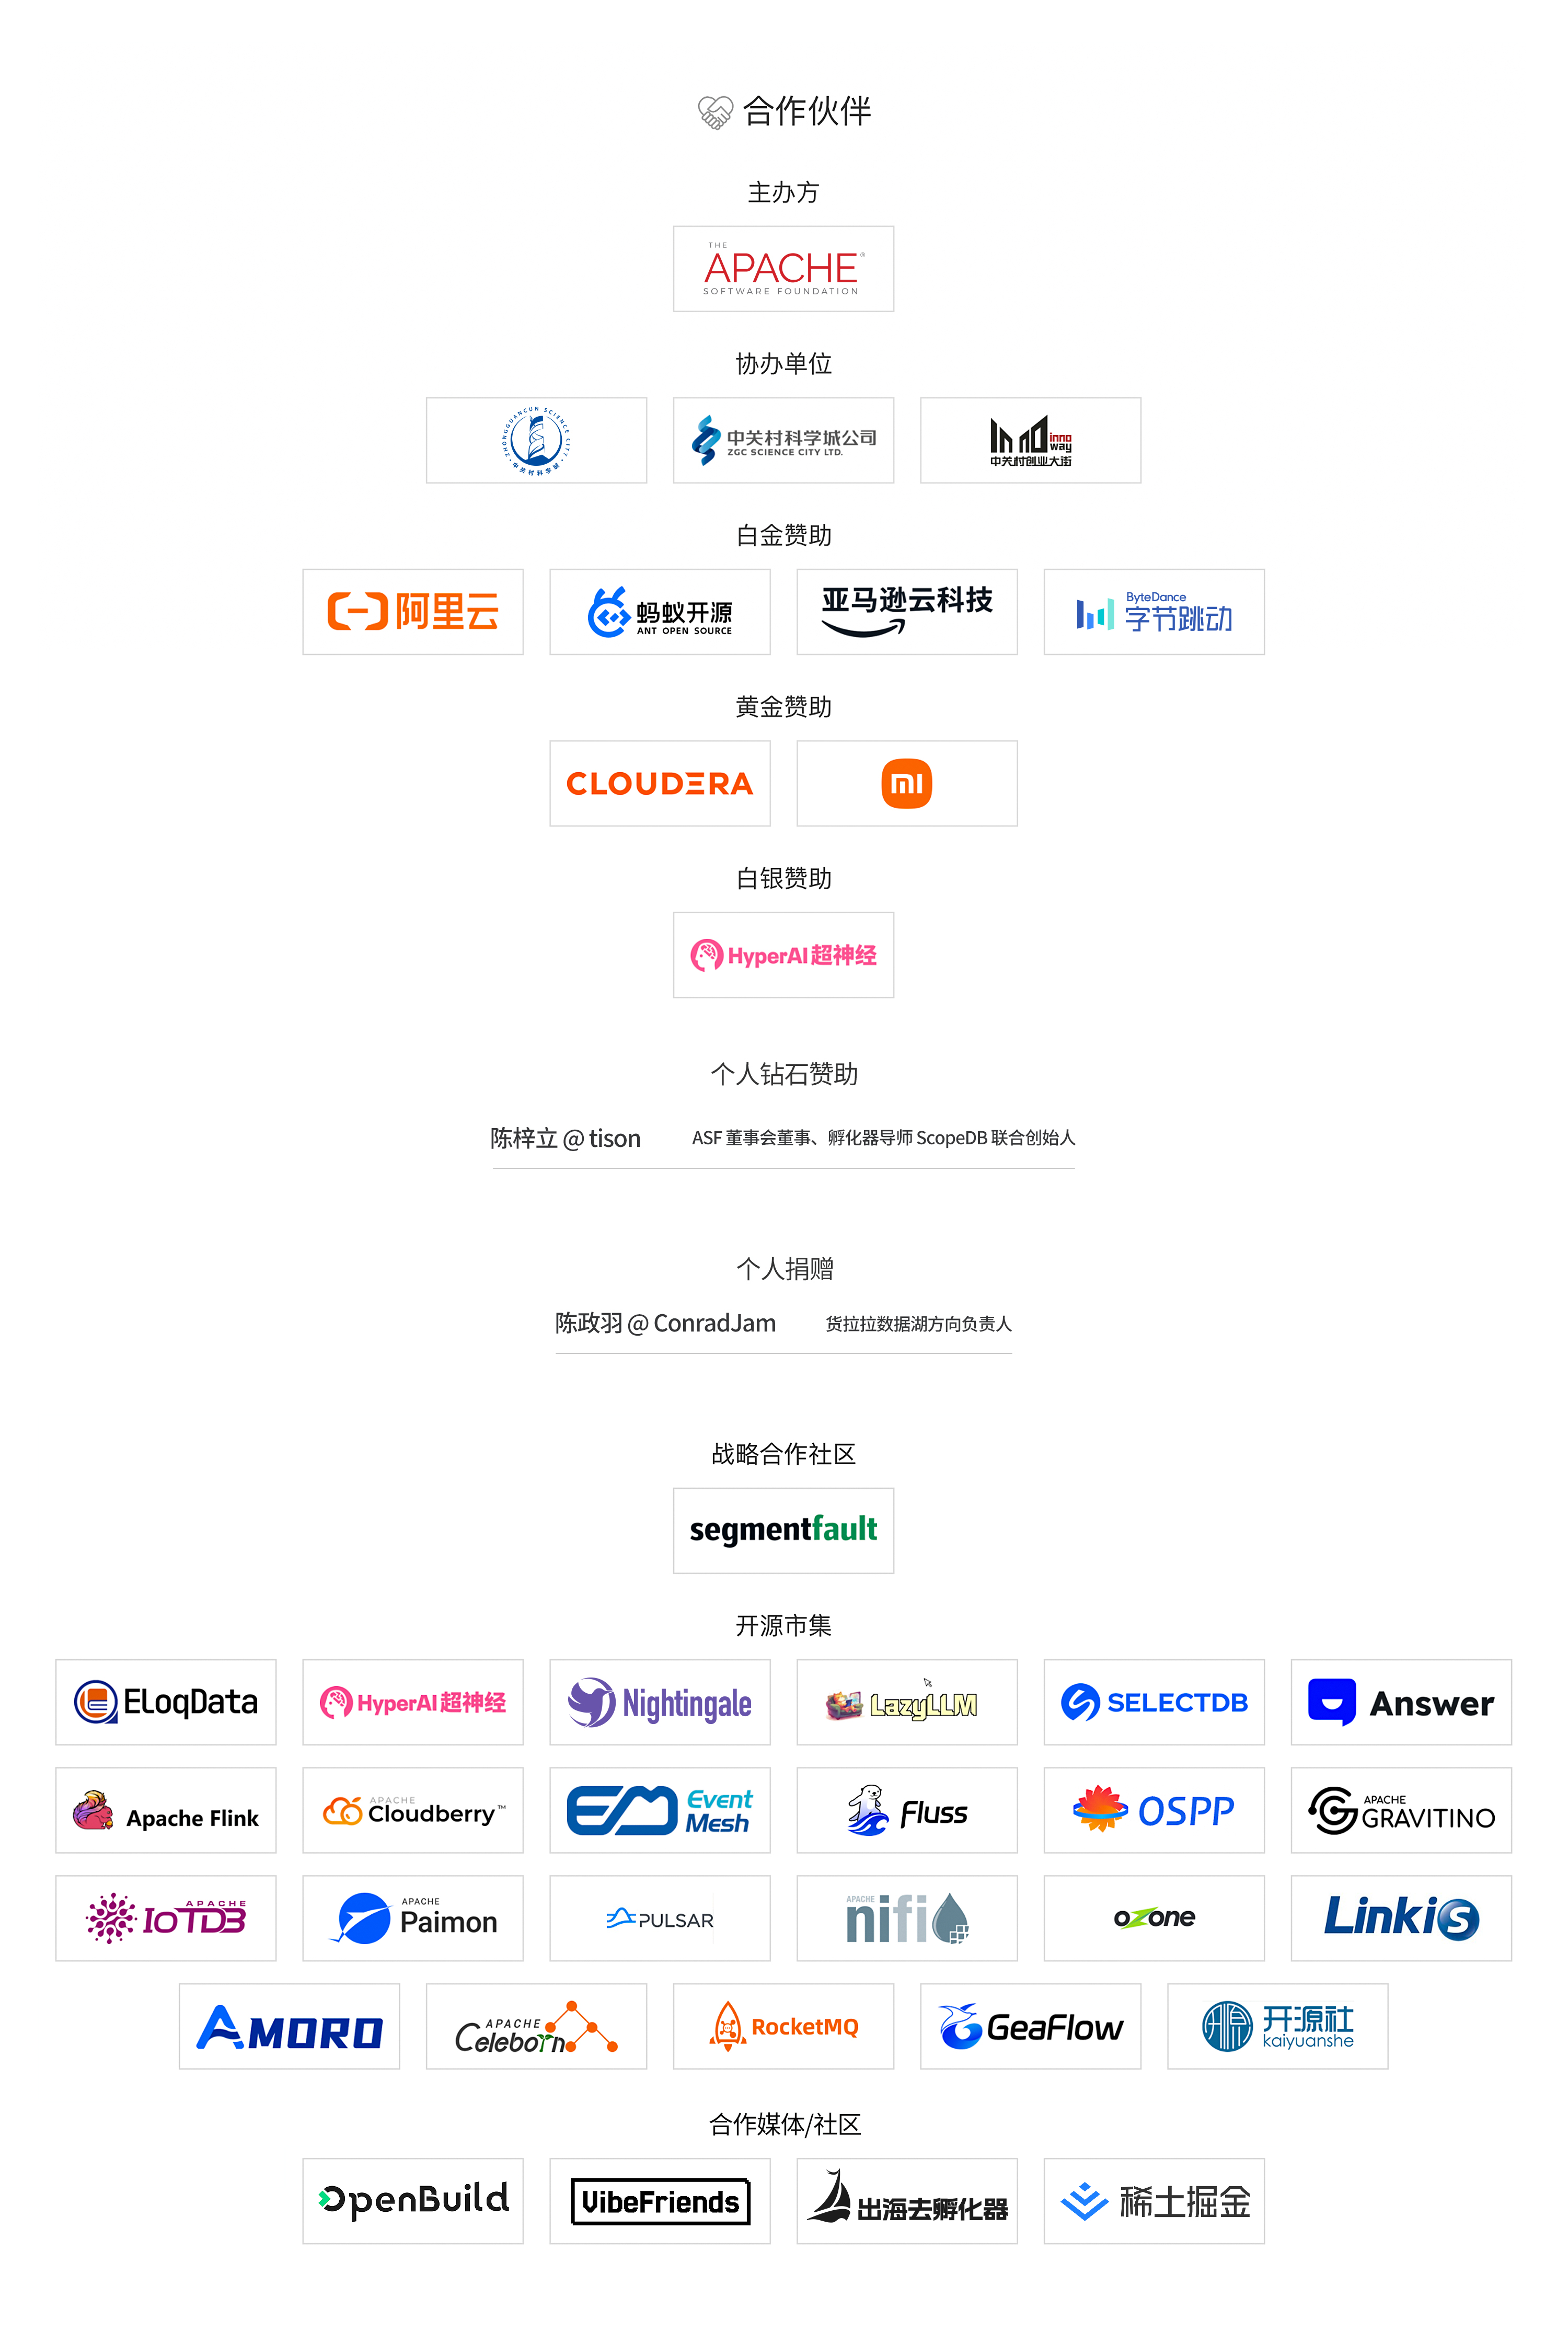 合作伙伴
主办方
THE
APACHE®
SOFTWARE FOUNDATION
协办单位
ZHONGGUANCUN SCIENCE CITY
中关村科学城
中关村科学城公司
ZGC SCIENCE CITY LTD.
inno
way
中关村创业大街
白金赞助
阿里云
蚂蚁开源
ANT OPEN SOURCE
亚马逊云科技
ByteDance
字节跳动
黄金赞助
CLOUDERA
MI
白银赞助
HyperAI超神经
个人钻石赞助
陈梓立 @ tison ASF 董事会董事、孵化器导师 ScopeDB 联合创始人
个人捐赠
陈政羽 @ ConradJam 货拉拉数据湖方向负责人
战略合作社区
segmentfault
开源市集
ELoqData
HyperAI超神经
Nightingale
LazyLLM
SELECTDB
Answer
Apache Flink
APACHE
Cloudberry™
Event
Mesh
Fluss
OSPP
APACHE
GRAVITINO
APACHE
IoTDB
APACHE
Paimon
PULSAR
APACHE
nifi
ozone
Linkis
AMORO
APACHE
Celeborn
RocketMQ
GeaFlow
开源社
kaiyuanshe
合作媒体/社区
OpenBuild
VibeFriends
出海去孵化器
稀土掘金